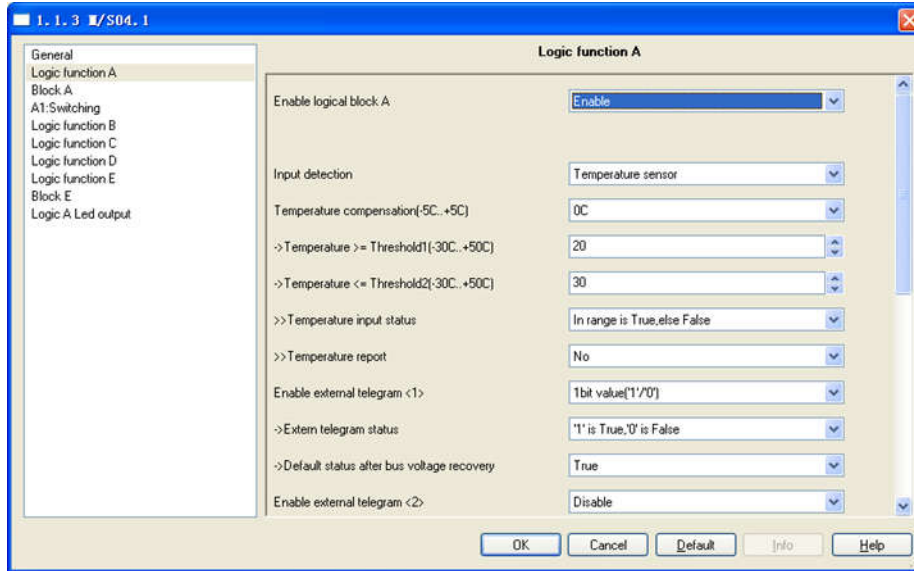 1.1.3 M/S04.1
Logic function A
General
Logic function A
Block A
A1:Switching
Logic function B
Logic function C
Logic function D
Logic function E
Block E
Logic A Led output
Enable logical block A
Enable
Input detection
Temperature sensor
Temperature compensation(-5C..+5C)
0C
->Temperature >= Threshold1(-30C..+50C)
20
->Temperature <= Threshold2(-30C..+50C)
30
>>Temperature input status
In range is True,else False
>>Temperature report
No
Enable external telegram <1>
1bit value('1'/'0')
->Extern telegram status
'1' is True,'0' is False
->Default status after bus voltage recovery
True
Enable external telegram <2>
Disable
OK
Cancel
Default
Info
Help